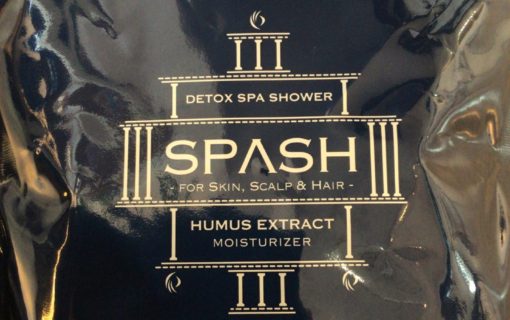 DETOX SPA SHOWER
SPASH
- FOR SKIN, SCALP & HAIR -
HUMUS EXTRACT
MOISTURIZER